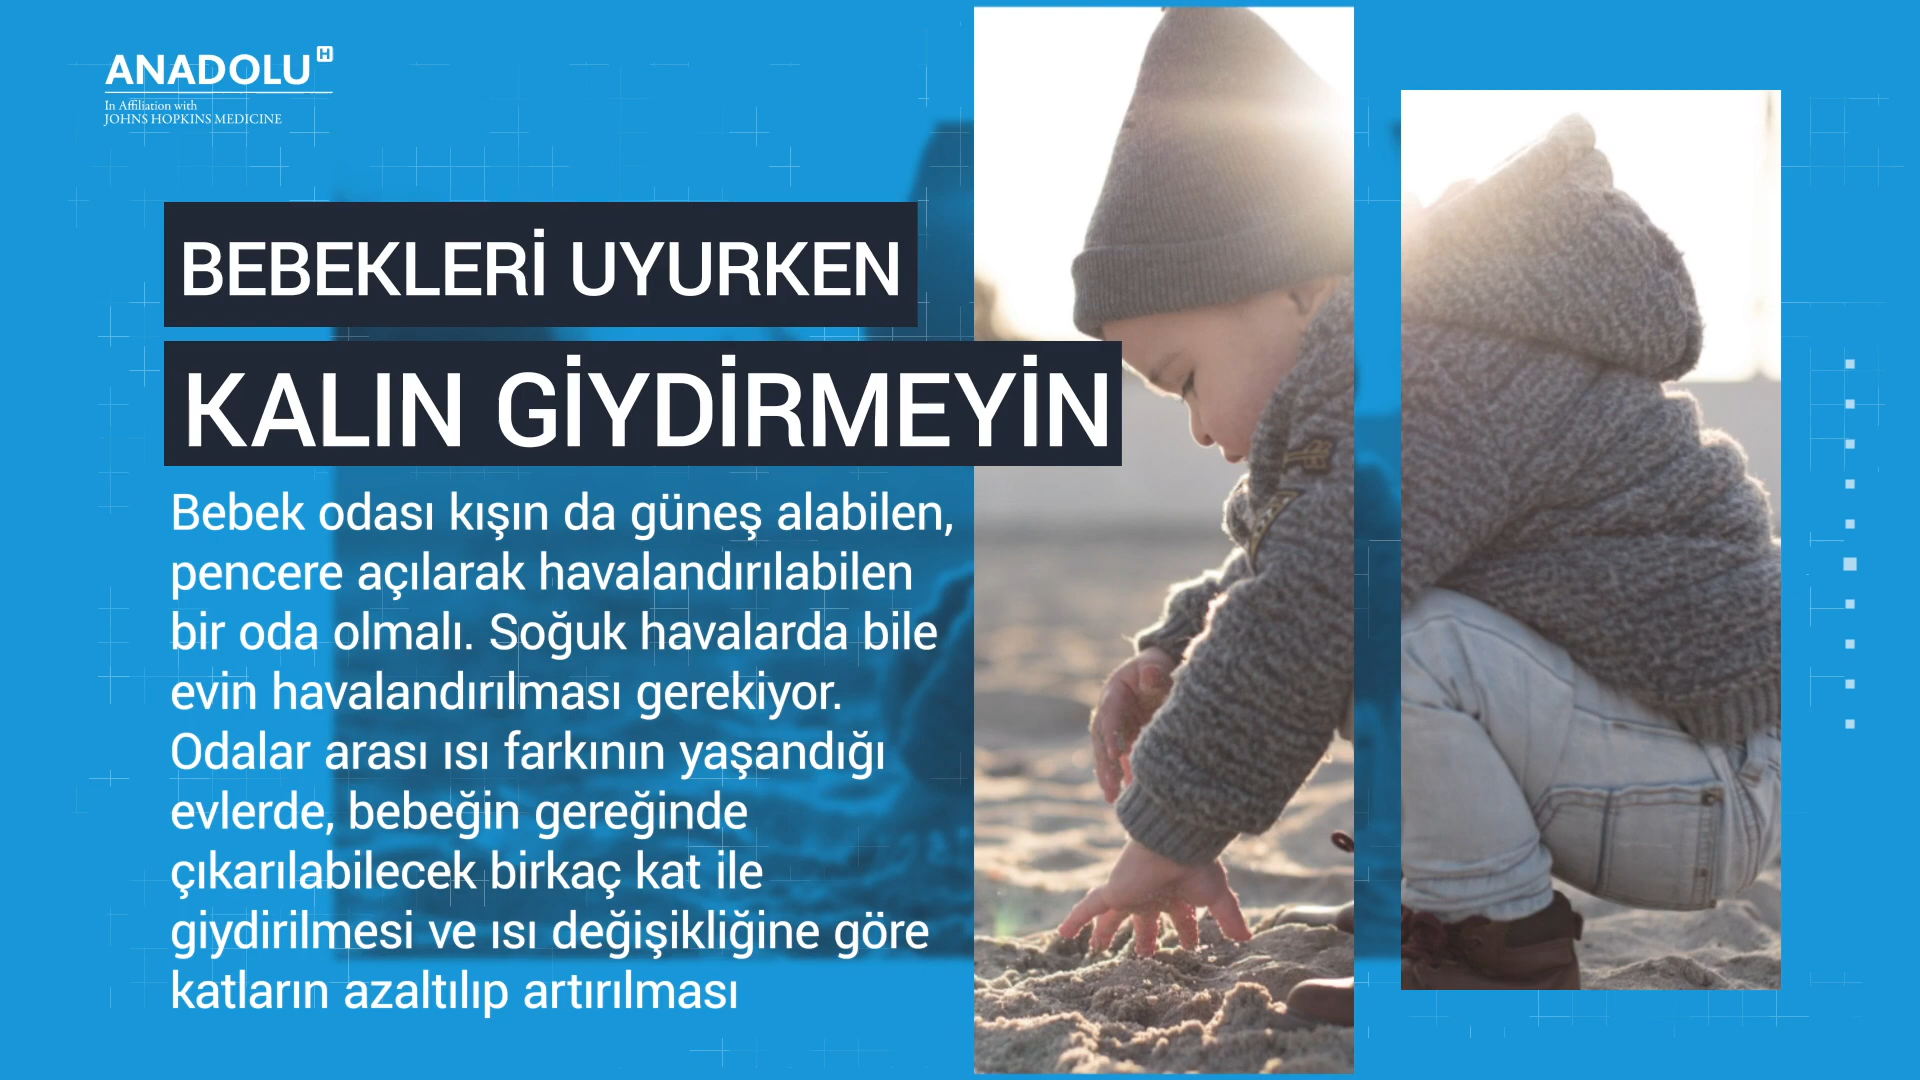 ANADOLU H
In Affiliation with
JOHNS HOPKINS MEDICINE
BEBEKLERİ UYURKEN
KALIN GİYDİRMEYİN
Bebek odası kışın da güneş alabilen,
pencere açılarak havalandırılabilen
bir oda olmalı. Soğuk havalarda bile
evin havalandırılması gerekiyor.
Odalar arası ısı farkının yaşandığı
evlerde, bebeğin gereğinde
çıkarılabilecek birkaç kat ile
giydirilmesi ve ısı değişikliğine göre
katların azaltılıp artırılması